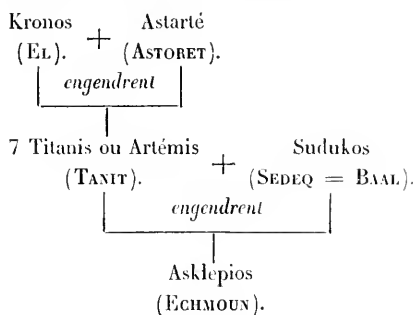 Kronos + Astarté
(EL). (ASTORET).
engendrent
7 Titanis ou Artémis + Sudukos
(TANIT). (SEDEQ = BAAL).
engendrent
Asklepios
(ECHMOUN).